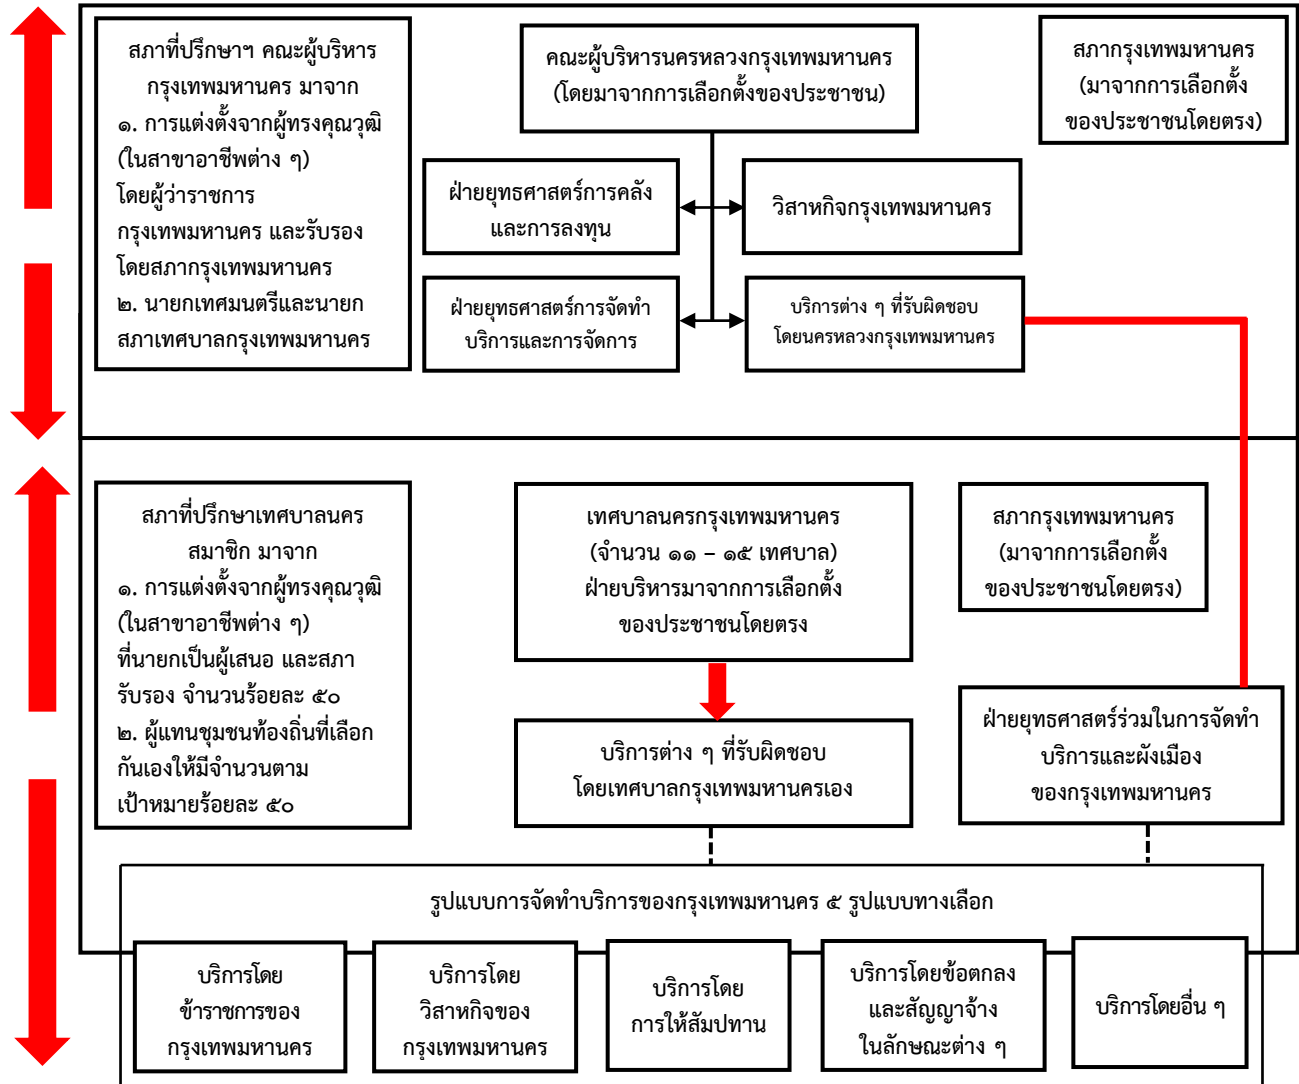 สภาที่ปรึกษาฯ คณะผู้บริหาร
กรุงเทพมหานคร มาจาก
๑. การแต่งตั้งจากผู้ทรงคุณวุฒิ
(ในสาขาอาชีพต่าง ๆ)
โดยผู้ว่าราชการ
กรุงเทพมหานคร และรับรอง
โดยสภากรุงเทพมหานคร
๒. นายกเทศมนตรีและนายก
สภาเทศบาลกรุงเทพมหานคร
คณะผู้บริหารนครหลวงกรุงเทพมหานคร
(โดยมาจากการเลือกตั้งของประชาชน)
สภากรุงเทพมหานคร
(มาจากการเลือกตั้ง
ของประชาชนโดยตรง)
ฝ่ายยุทธศาสตร์การคลัง
และการลงทุน
วิสาหกิจกรุงเทพมหานคร
ฝ่ายยุทธศาสตร์การจัดทำ
บริการและการจัดการ
บริการต่าง ๆ ที่รับผิดชอบ
โดยนครหลวงกรุงเทพมหานคร
สภาที่ปรึกษาเทศบาลนคร
สมาชิก มาจาก
๑. การแต่งตั้งจากผู้ทรงคุณวุฒิ
(ในสาขาอาชีพต่าง ๆ)
ที่นายกเป็นผู้เสนอ และสภา
รับรอง จำนวนร้อยละ ๕๐
๒. ผู้แทนชุมชนท้องถิ่นที่เลือก
กันเองให้มีจำนวนตาม
เป้าหมายร้อยละ ๕๐
เทศบาลนครกรุงเทพมหานคร
(จำนวน ๑๑ – ๑๕ เทศบาล)
ฝ่ายบริหารมาจากการเลือกตั้ง
ของประชาชนโดยตรง
สภากรุงเทพมหานคร
(มาจากการเลือกตั้ง
ของประชาชนโดยตรง)
บริการต่าง ๆ ที่รับผิดชอบ
โดยเทศบาลกรุงเทพมหานครเอง
ฝ่ายยุทธศาสตร์ร่วมในการจัดทำ
บริการและผังเมือง
ของกรุงเทพมหานคร
รูปแบบการจัดทำบริการของกรุงเทพมหานคร ๕ รูปแบบทางเลือก
บริการโดย
ข้าราชการของ
กรุงเทพมหานคร
บริการโดย
วิสาหกิจของ
กรุงเทพมหานคร
บริการโดย
การให้สัมปทาน
บริการโดยข้อตกลง
และสัญญาจ้าง
ในลักษณะต่าง ๆ
บริการโดยอื่น ๆ